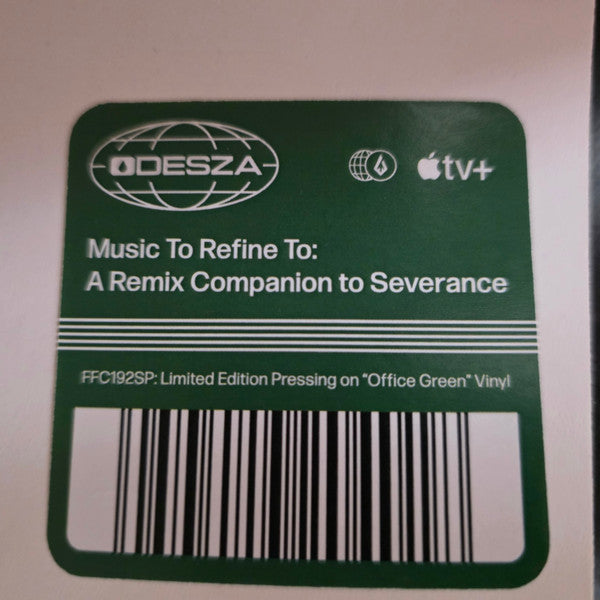 ODESZA
tv+
Music To Refine To:
A Remix Companion to Severance
FFC192SP: Limited Edition Pressing on “Office Green” Vinyl